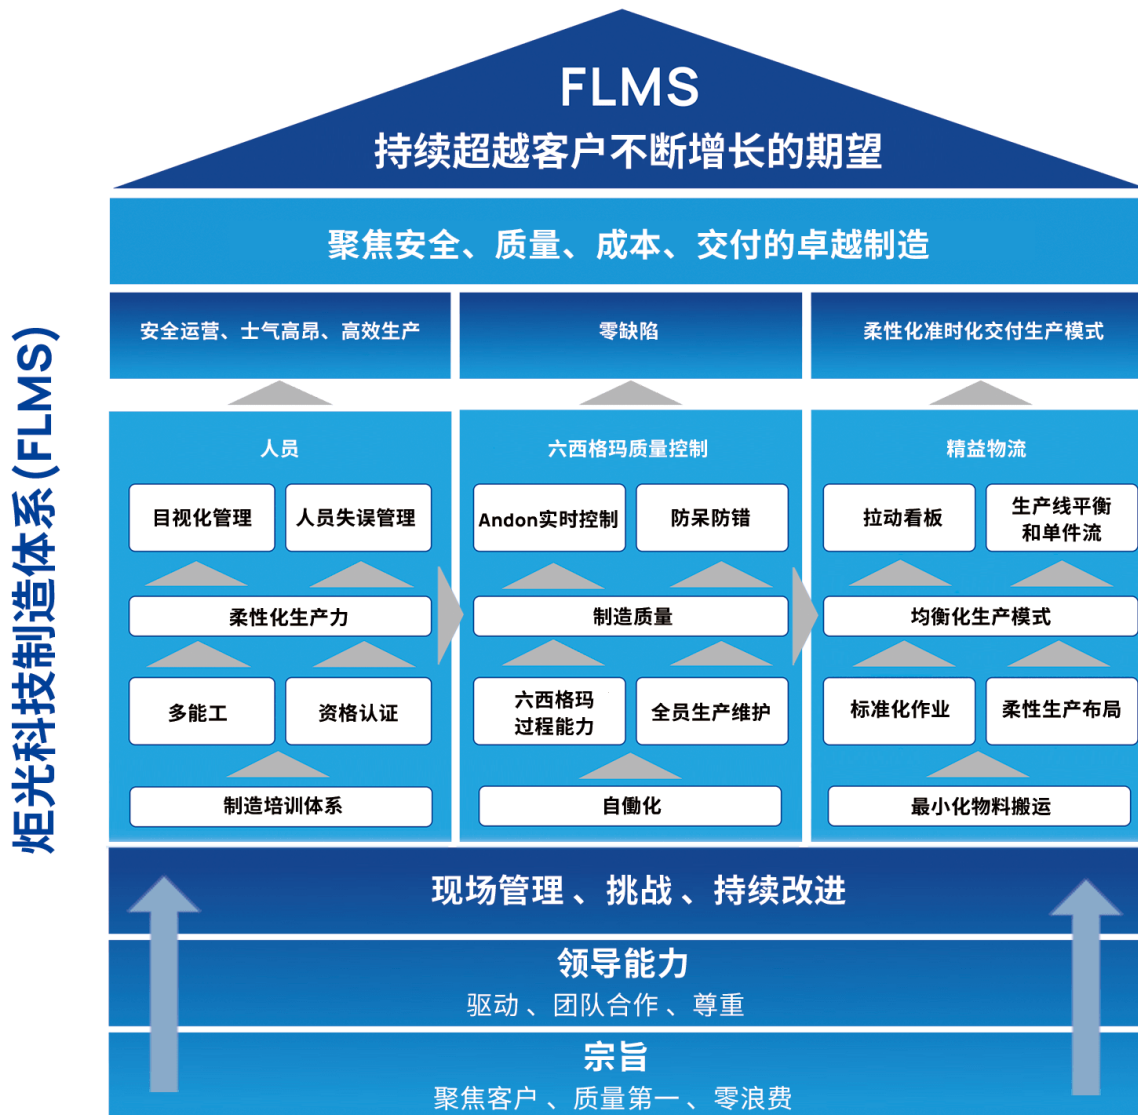 炬光科技制造体系(FLMS)
FLMS
持续超越客户不断增长的期望
聚焦安全、质量、成本、交付的卓越制造
安全运营、士气高昂、高效生产
零缺陷
柔性化准时化交付生产模式
人员
目视化管理
人员失误管理
柔性化生产力
多能工
资格认证
制造培训体系
六西格玛质量控制
Andon实时控制
防呆防错
制造质量
六西格玛
过程能力
全员生产维护
自働化
精益物流
拉动看板
生产线平衡
和单件流
均衡化生产模式
标准化作业
柔性生产布局
最小化物料搬运
现场管理、挑战、持续改进
领导能力
驱动、团队合作、尊重
宗旨
聚焦客户、质量第一、零浪费